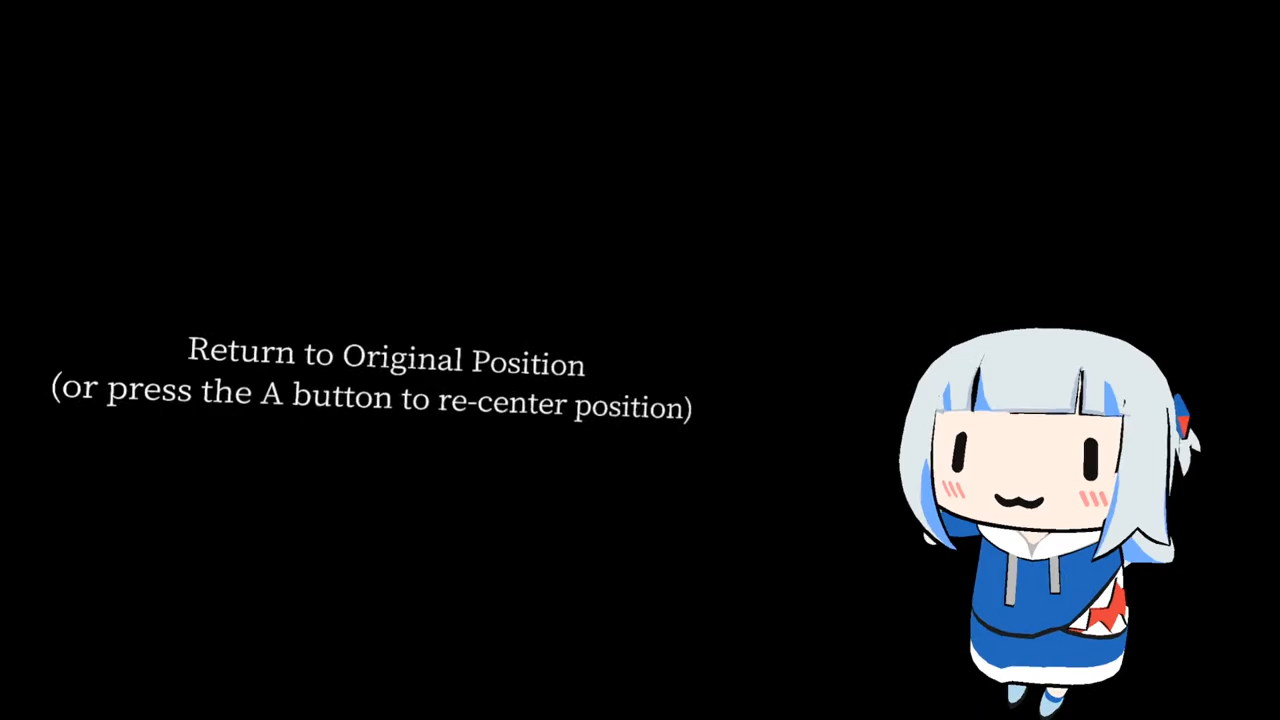 Return to Original Position
(or press the A button to re-center position)